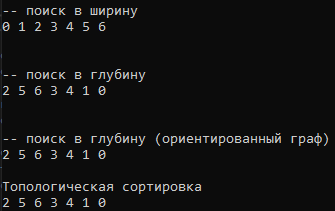 -- поиск в ширину
0 1 2 3 4 5 6
-- поиск в глубину
2 5 6 3 4 1 0
-- поиск в глубину (ориентированный граф)
2 5 6 3 4 1 0
Топологическая сортировка
2 5 6 3 4 1 0